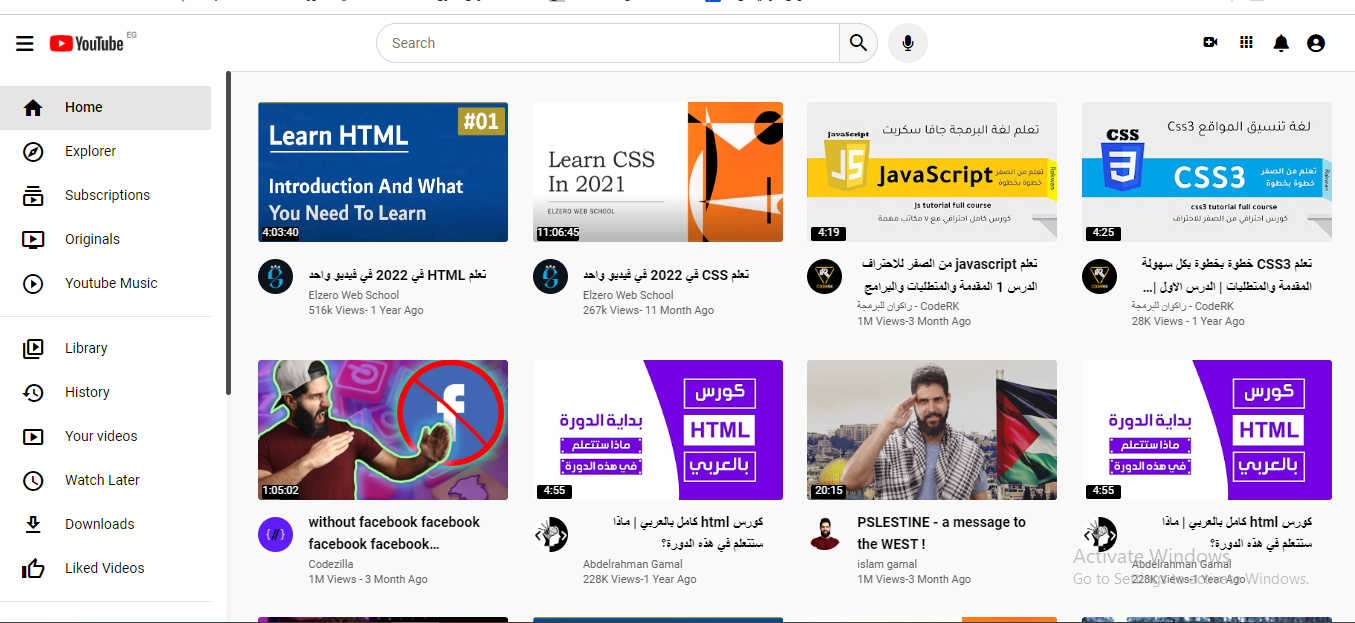 YouTube EG
Search
Home
Explorer
Subscriptions
Originals
Youtube Music
Library
History
Your videos
Watch Later
Downloads
Liked Videos
#01
Learn HTML
Introduction And What
You Need To Learn
4:03:40
تعلم HTML في 2022 في فيديو واحد
Elzero Web School
516k Views- 1 Year Ago
Learn CSS
In 2021
ELZERO WEB SCHOOL
11:06:45
تعلم CSS في 2022 في فيديو واحد
Elzero Web School
267k Views- 11 Month Ago
JavaScript
تعلم لغة البرمجة جافا سكربت
JS
JavaScript
تعلم من الصفر
خطوة بخطوة
Rakwan
js tutorial full course
كورس كامل احترافي مع ٧ مكاتب مهمة
4:19
تعلم javascript من الصفر للاحتراف
الدرس 1 المقدمة والمتطلبات والبرامج
راكوان للبرمجة - CodeRK
1M Views-3 Month Ago
CSS
لغة تنسيق المواقع Css3
3
CSS3
تعلم من الصفر
خطوة بخطوة
Rakwan
css3 tutorial full course
كورس احترافي من الصفر للاحتراف
4:25
تعلم CSS3 خطوة بخطوة بكل سهولة
المقدمة والمتطلبات | الدرس الاول |...
راكوان للبرمجة - CodeRK
28K Views - 1 Year Ago
1:05:02
without facebook facebook
facebook facebook...
Codezilla
1M Views - 3 Month Ago
كورس
HTML
بالعربي
بداية الدورة
ماذا ستتعلم
في هذه الدورة
4:55
كورس html كامل بالعربي | ماذا
ستتعلم في هذه الدورة؟
Abdelrahman Gamal
228K Views-1 Year Ago
20:15
PSLESTINE - a message to
the WEST !
islam gamal
1M Views-3 Month Ago
كورس
HTML
بالعربي
بداية الدورة
ماذا ستتعلم
في هذه الدورة
4:55
كورس html كامل بالعربي | ماذا
ستتعلم في هذه الدورة؟
Abdelrahman Gamal
228K Views-1 Year Ago
Activate Windows
Go to Settings to activate Windows.